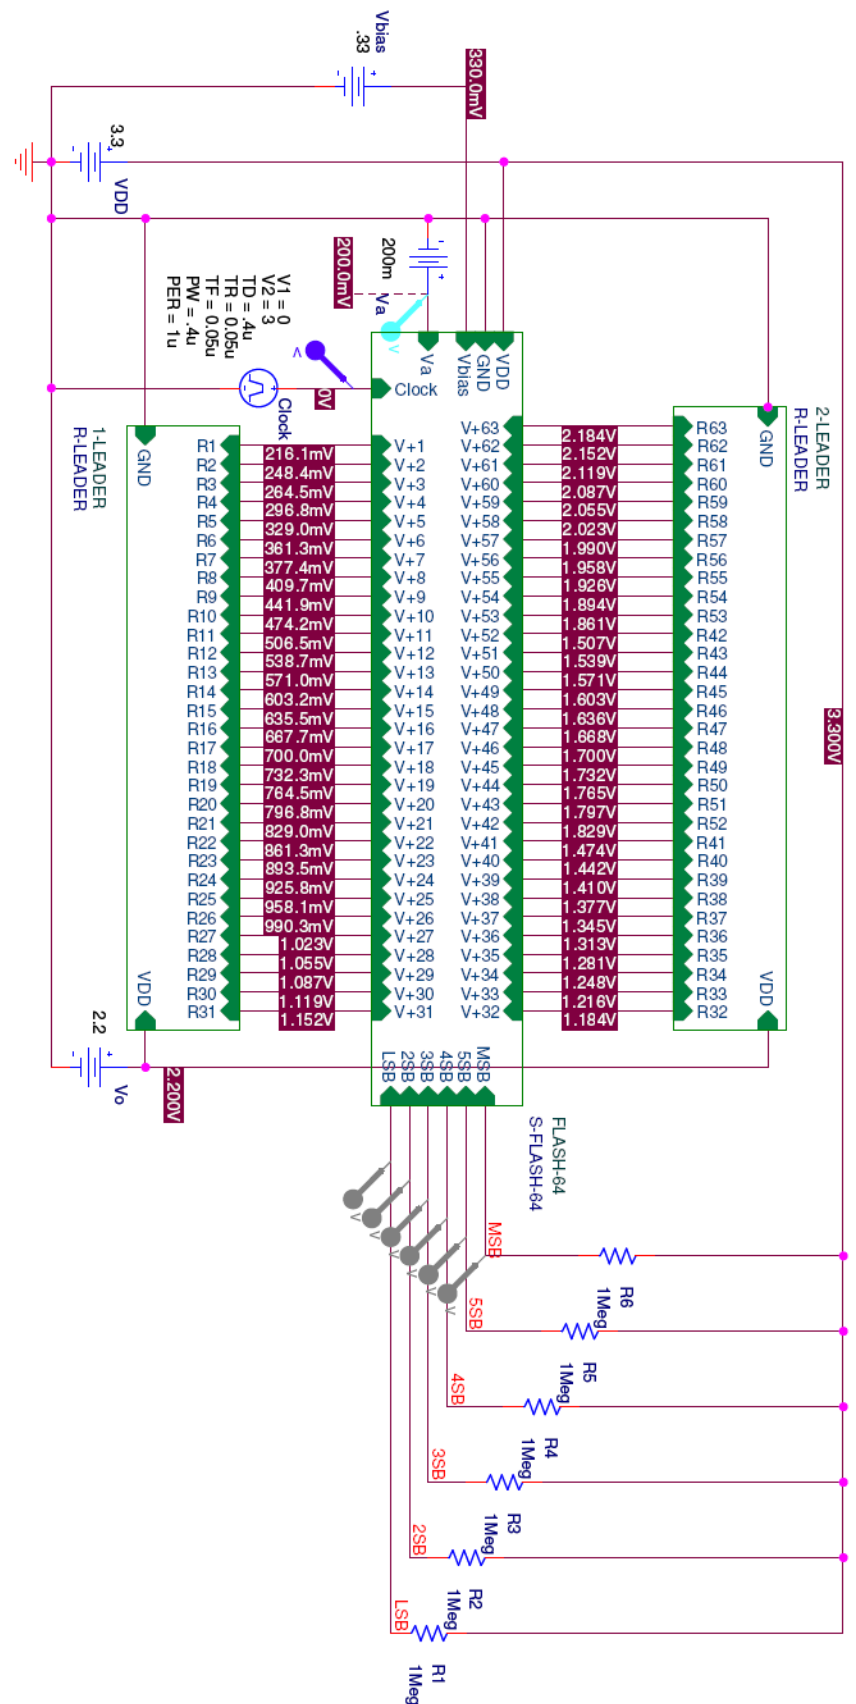 Vbias
.33
330.0mV
3.3
VDD
200m
200.0mV
Va
V
V1 = 0
V2 = 3
TD = .4u
TR = 0.05u
TF = 0.05u
PW = .4u
PER = 1u
V
0V
Clock
Va
Vbias
GND
VDD
Clock
2-LEADER
R-LEADER
GND
1-LEADER
R-LEADER
GND
R1
R2
R3
R4
R5
R6
R7
R8
R9
R10
R11
R12
R13
R14
R15
R16
R17
R18
R19
R20
R21
R22
R23
R24
R25
R26
R27
R28
R29
R30
R31
216.1mV
248.4mV
264.5mV
296.8mV
329.0mV
361.3mV
377.4mV
409.7mV
441.9mV
474.2mV
506.5mV
538.7mV
571.0mV
603.2mV
635.5mV
667.7mV
700.0mV
732.3mV
764.5mV
796.8mV
829.0mV
861.3mV
893.5mV
925.8mV
958.1mV
990.3mV
1.023V
1.055V
1.087V
1.119V
1.152V
V+1
V+2
V+3
V+4
V+5
V+6
V+7
V+8
V+9
V+10
V+11
V+12
V+13
V+14
V+15
V+16
V+17
V+18
V+19
V+20
V+21
V+22
V+23
V+24
V+25
V+26
V+27
V+28
V+29
V+30
V+31
V+63
V+62
V+61
V+60
V+59
V+58
V+57
V+56
V+55
V+54
V+53
V+52
V+51
V+50
V+49
V+48
V+47
V+46
V+45
V+44
V+43
V+42
V+41
V+40
V+39
V+38
V+37
V+36
V+35
V+34
V+33
V+32
2.184V
2.152V
2.119V
2.087V
2.055V
2.023V
1.990V
1.958V
1.926V
1.894V
1.861V
1.507V
1.539V
1.571V
1.603V
1.636V
1.668V
1.700V
1.732V
1.765V
1.797V
1.829V
1.474V
1.442V
1.410V
1.377V
1.345V
1.313V
1.281V
1.248V
1.216V
1.184V
R63
R62
R61
R60
R59
R58
R57
R56
R55
R54
R53
R42
R43
R44
R45
R46
R47
R48
R49
R50
R51
R52
R41
R40
R39
R38
R37
R36
R35
R34
R33
R32
3.300V
VDD
VDD
2.2
Vo
2.200V
LSB
2SB
3SB
4SB
5SB
MSB
FLASH-64
S-FLASH-64
V
V
V
V
V
V
MSB
R6
1Meg
5SB
R5
1Meg
4SB
R4
1Meg
3SB
R3
1Meg
2SB
R2
1Meg
LSB
R1
1Meg